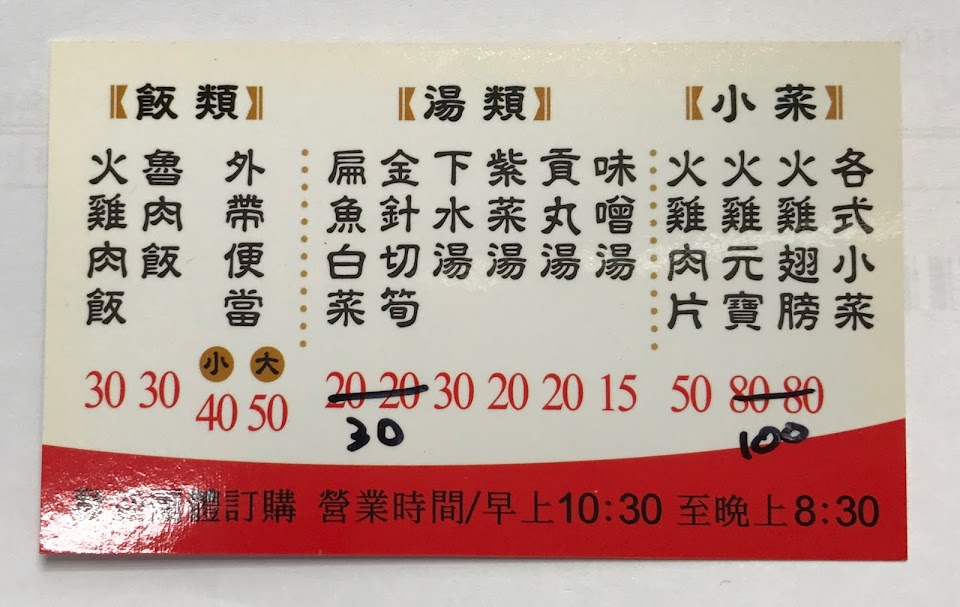 【飯類】
火雞肉飯 30
魯肉飯 30
外帶便當 小 40 大 50
【湯類】
扁魚白菜 20
金針切筍 20
30
下水湯 30
紫菜湯 20
貢丸湯 20
味噌湯 15
【小菜】
火雞肉片 50
火雞元寶 80
火雞翅膀 80
100
各式小菜
團體訂購 營業時間/早上10:30 至晚上8:30